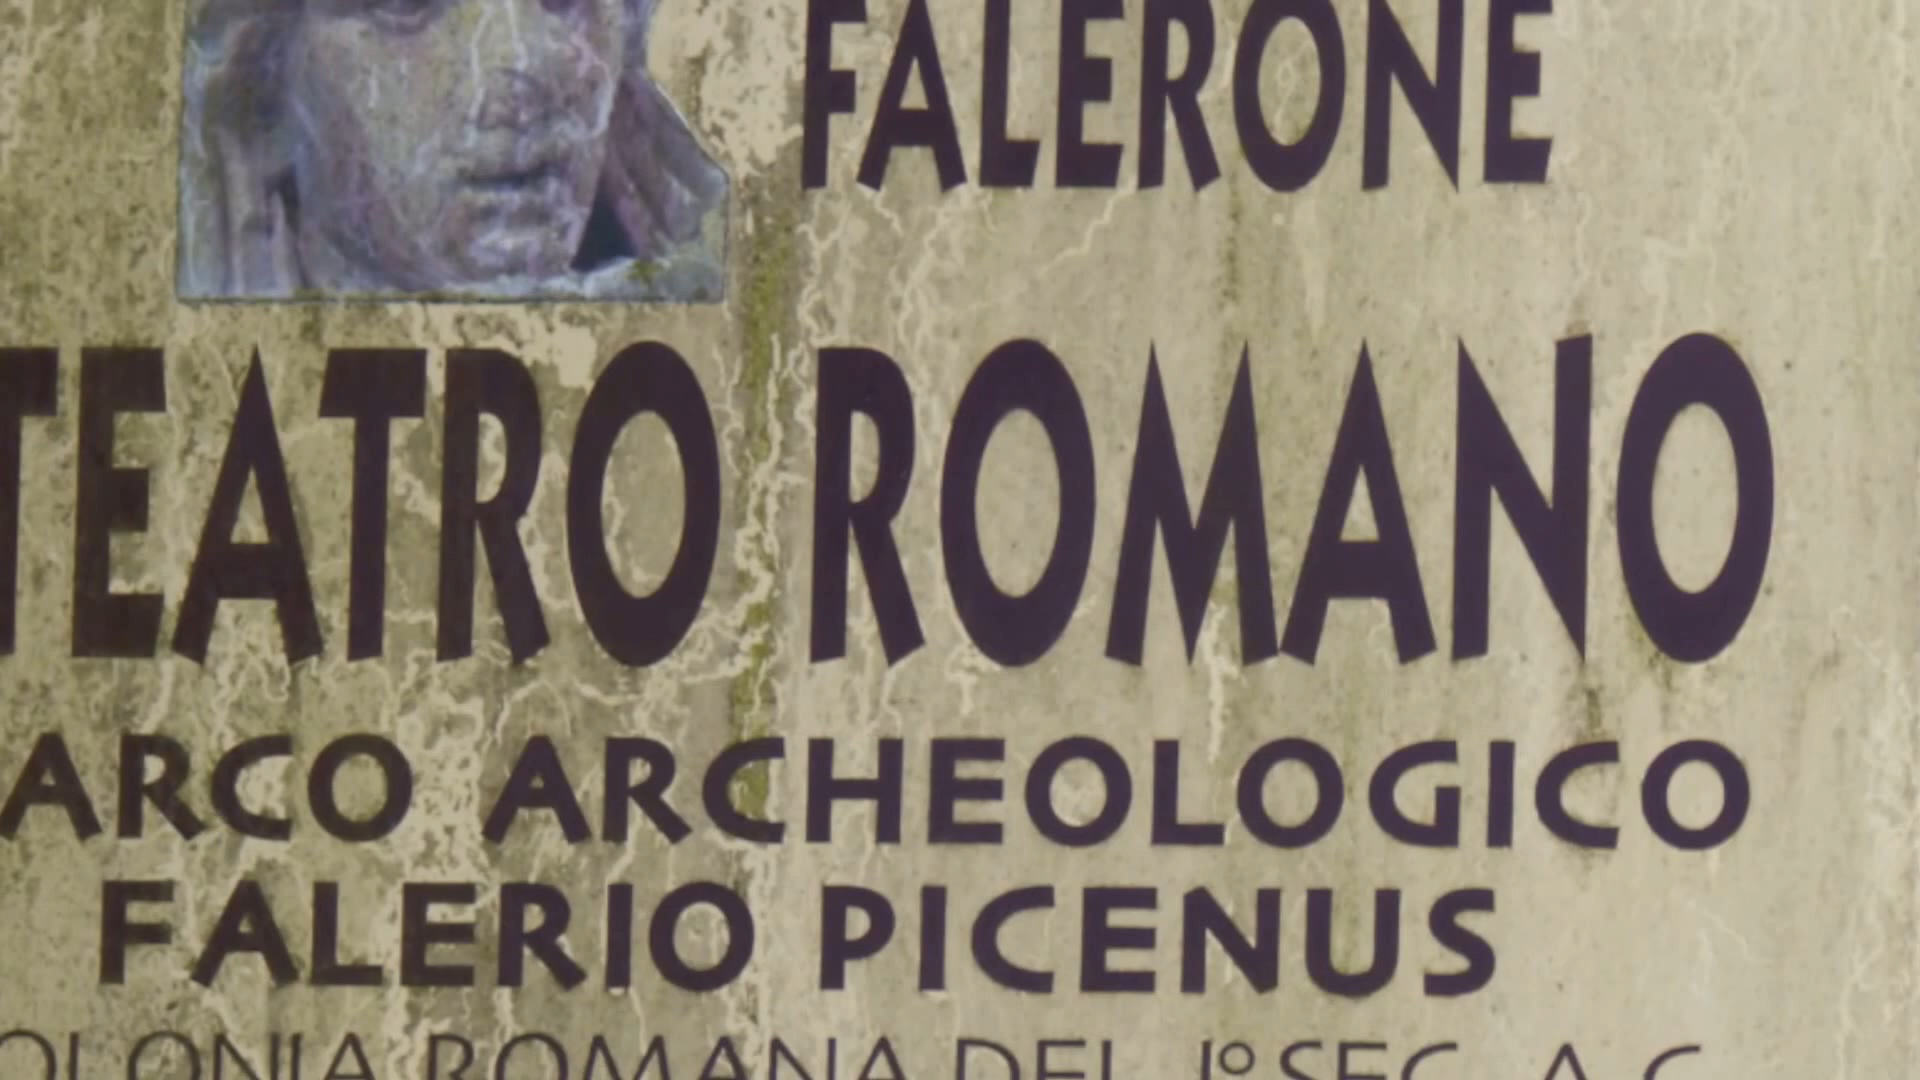 FALERONE
TEATRO ROMANO
ARCO ARCHEOLOGICO
FALERIO PICENUS
OLONIA ROMANA DEL I° SEC. A.C.